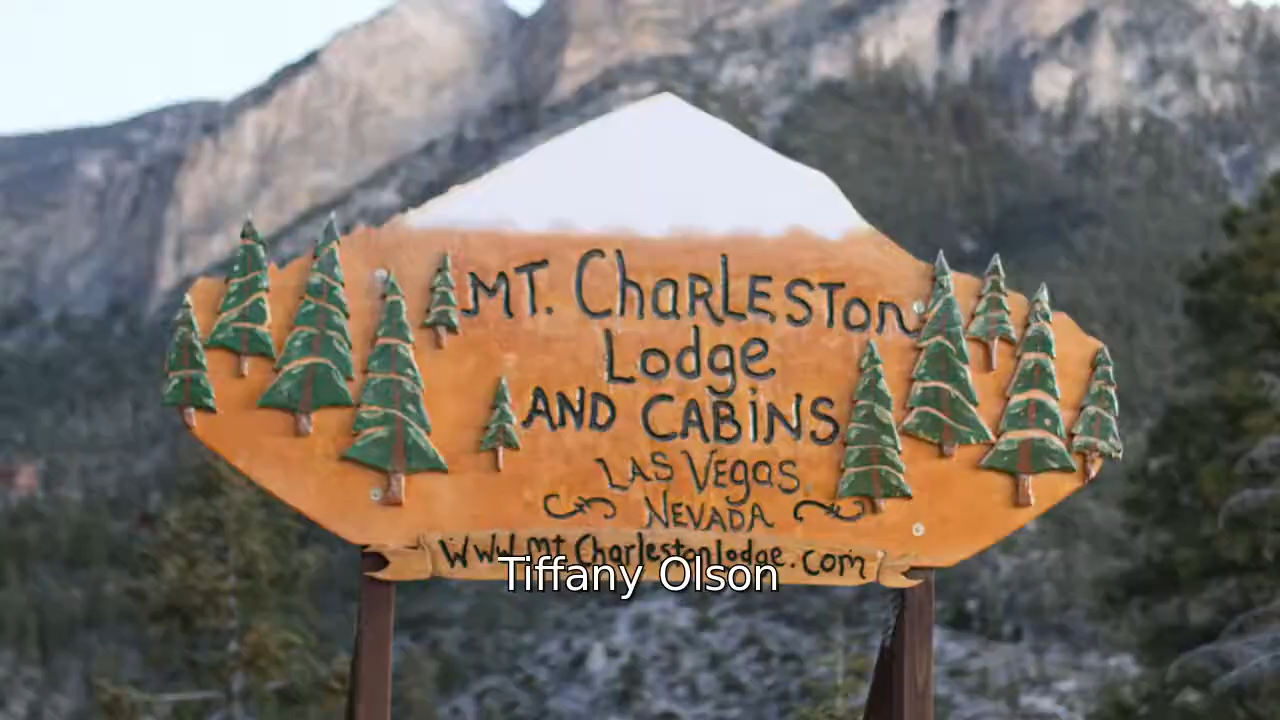 MT. ChaRLESTon
Lodge
AND CABiNS
LAS Vegas
NEVADA
Www.mt Charlestonlodge.com
Tiffany Olson